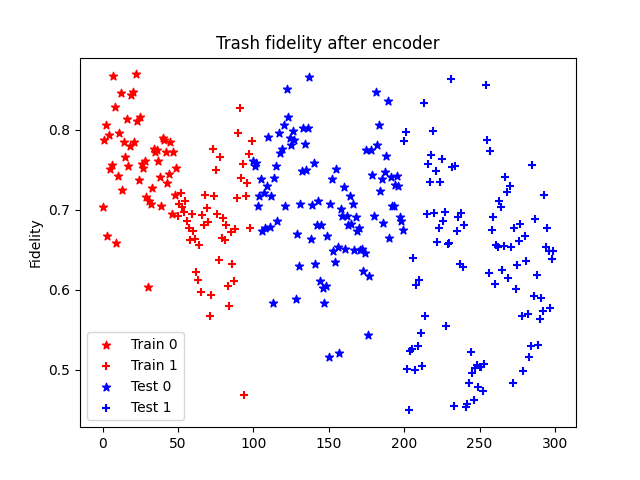 Trash fidelity after encoder
Fidelity
0.8
0.7
0.6
0.5
Train 0
Train 1
Test 0
Test 1
0 50 100 150 200 250 300